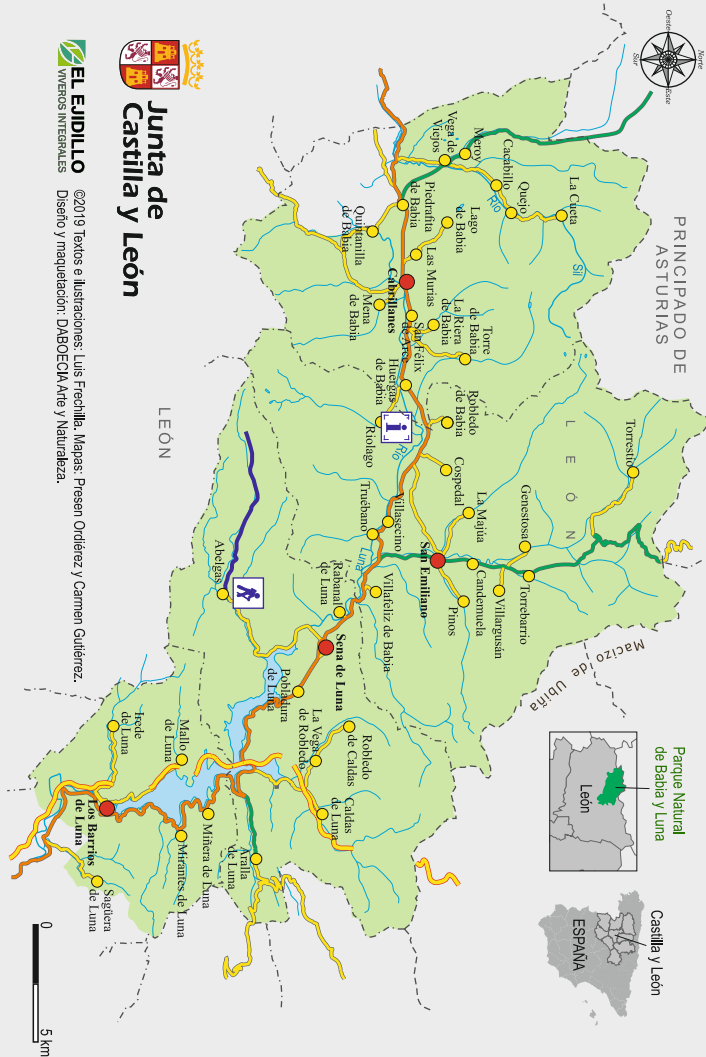 Norte
Oeste
Este
Sur
PRINCIPADO DE
ASTURIAS
LEÓN
Macizo de Ubiña
La Cueta
Quejo
Cacabillo
Meroy
Vega de
Viejos
Río
Sil
Piedrafita
de Babia
Lago
de Babia
Las Murias
Quintanilla
de Babia
Cabrillanes
Mena
de Babia
La Riera
de Babia
Torre
de Babia
San Félix
de Arce
Huergas
de Babia
Robledo
de Babia
Riolago
i
Río
Luna
Cospedal
La Majúa
Torrestío
Genestosa
Torrebarrio
Villargusán
Candemuela
Pinos
San Emiliano
Villasecino
Truébano
Villafeliz de Babia
Rabanal
de Luna
Abelgas
Sena de Luna
Pobladura
de Luna
La Vega
de Robledo
Robledo
de Caldas
Caldas
de Luna
Aralla
de Luna
Miñera de Luna
Mirantes de Luna
Mallo
de Luna
Irede
de Luna
Los Barrios
de Luna
Sagüera
de Luna
LEÓN
Parque Natural
de Babia y Luna
León
Castilla y León
ESPAÑA
0
5 km
Junta de
Castilla y León
EL EJIDILLO
VIVEROS INTEGRALES
©2019 Textos e ilustraciones: Luis Frechilla. Mapas: Presen Ordiérez y Carmen Gutiérrez.
Diseño y maquetación: DABOECIA Arte y Naturaleza.